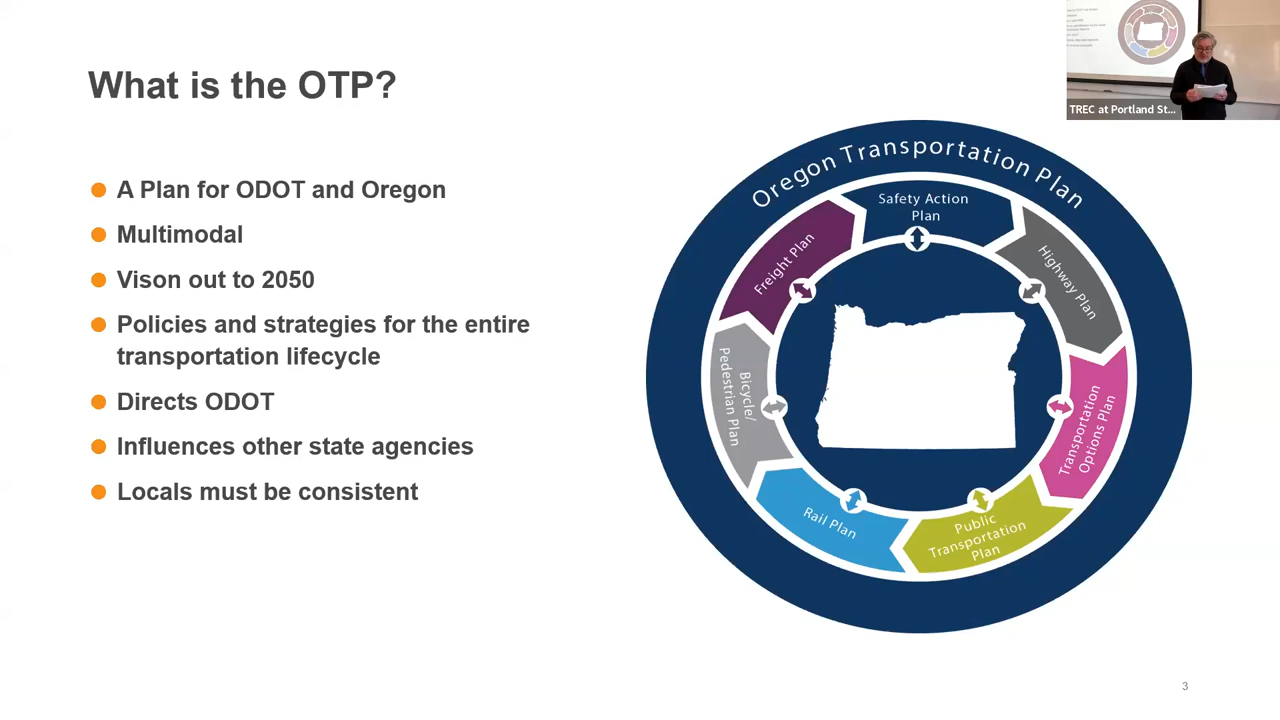 What is the OTP?
A Plan for ODOT and Oregon
Multimodal
Vison out to 2050
Policies and strategies for the entire
transportation lifecycle
Directs ODOT
Influences other state agencies
Locals must be consistent
Oregon Transportation Plan
Safety Action
Plan
Highway Plan
Transportation
Options Plan
Public
Transportation
Plan
Rail Plan
Bicycle/
Pedestrian Plan
Freight Plan
TREC at Portland St...
3